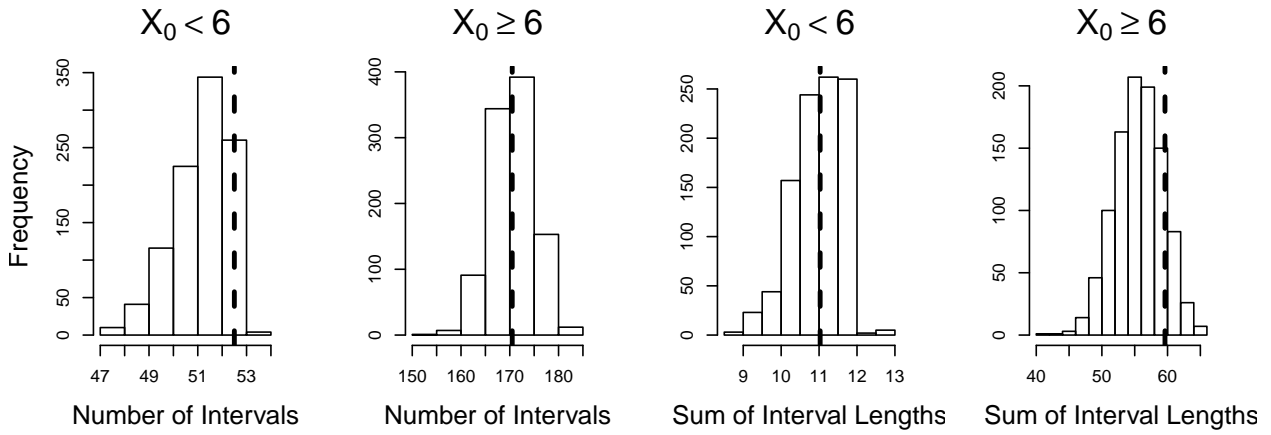 X₀ < 6
X₀ ≥ 6
X₀ < 6
X₀ ≥ 6
Frequency
0 50 150 250 350
47 49 51 53
Number of Intervals
0 100 200 300 400
150 160 170 180
Number of Intervals
0 50 100 150 200 250
9 10 11 12 13
Sum of Interval Lengths
0 50 100 150 200
40 50 60
Sum of Interval Lengths